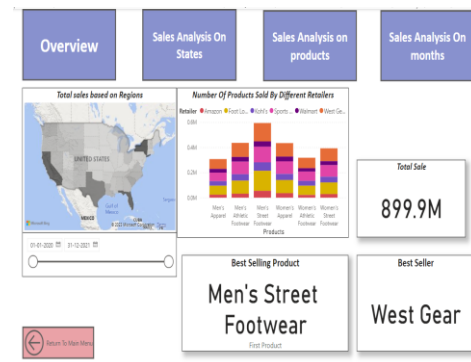 Overview
Sales Analysis On
States
Sales Analysis on
products
Sales Analysis On
months
Total sales based on Regions
UNITED STATES
MEXICO
Gulf of
Mexico
Number Of Products Sold By Different Retailers
Retailer Amazon Foot Lo... Kohl's Sports ... Walmart West Ge...
0.6M
0.4M
0.2M
0.0M
Men's
Apparel
Men's
Athletic
Footwear
Men's
Street
Footwear
Women's
Apparel
Women's
Athletic
Footwear
Women's
Street
Footwear
Products
Total Sale
899.9M
01-01-2020 31-12-2021
Best Selling Product
Men's Street
Footwear
First Product
Best Seller
West Gear
Return To Main Menu